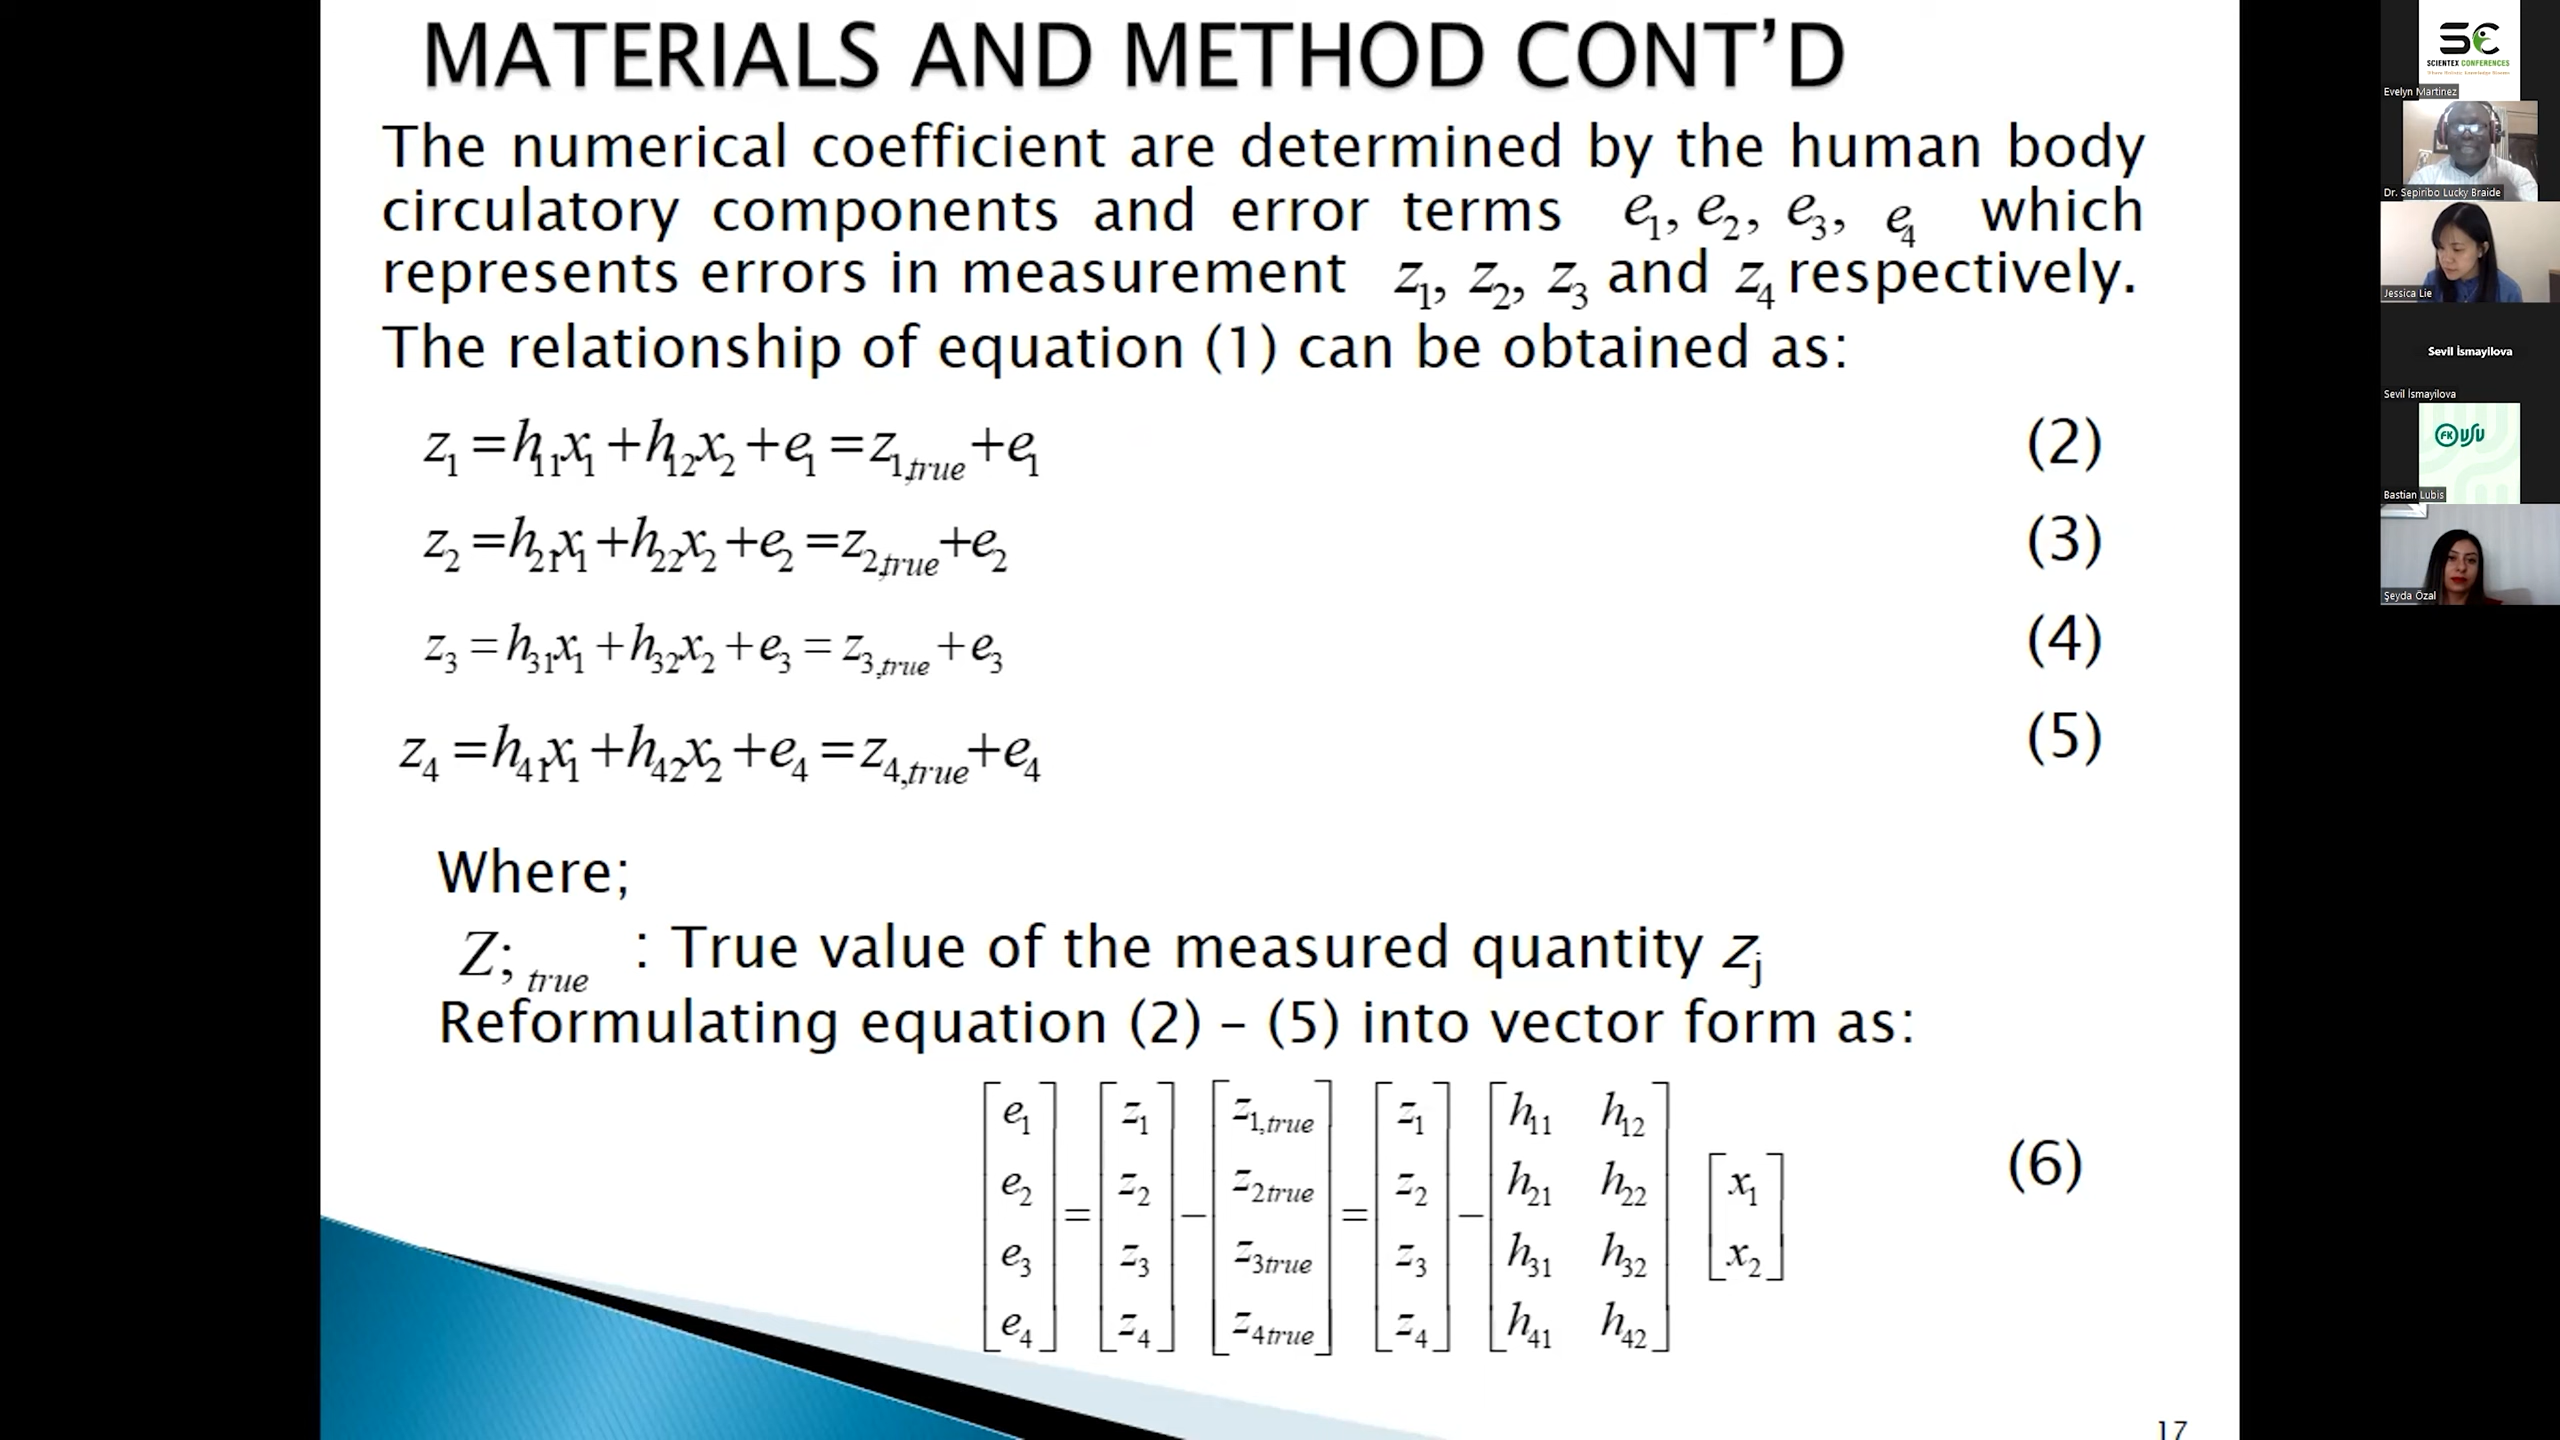 MATERIALS AND METHOD CONT'D
The numerical coefficient are determined by the human body
circulatory components and error terms e₁, e₂, e₃, e₄ which
represents errors in measurement z₁, z₂, z₃ and z₄ respectively.
The relationship of equation (1) can be obtained as:
z₁ = h₁₁x₁ + h₁₂x₂ + e₁ = z₁,true + e₁ (2)
z₂ = h₂₁x₁ + h₂₂x₂ + e₂ = z₂,true + e₂ (3)
z₃ = h₃₁x₁ + h₃₂x₂ + e₃ = z₃,true + e₃ (4)
z₄ = h₄₁x₁ + h₄₂x₂ + e₄ = z₄,true + e₄ (5)
Where;
Z; true : True value of the measured quantity zj
Reformulating equation (2) – (5) into vector form as:
[e₁ [z₁ [z₁,true [z₁ [h₁₁ h₁₂
e₂ z₂ z₂true z₂ h₂₁ h₂₂ [x₁ (6)
= − = −
e₃ z₃ z₃true z₃ h₃₁ h₃₂ x₂]
e₄] z₄] z₄true] z₄] h₄₁ h₄₂]
17
SC
SCIENTEX CONFERENCES
Evelyn Martinez
Dr. Sepiribo Lucky Braide
Jessica Lie
Sevil İsmayilova
Sevil İsmayilova
FK USU
Bastian Lubis
Şeyda Özal